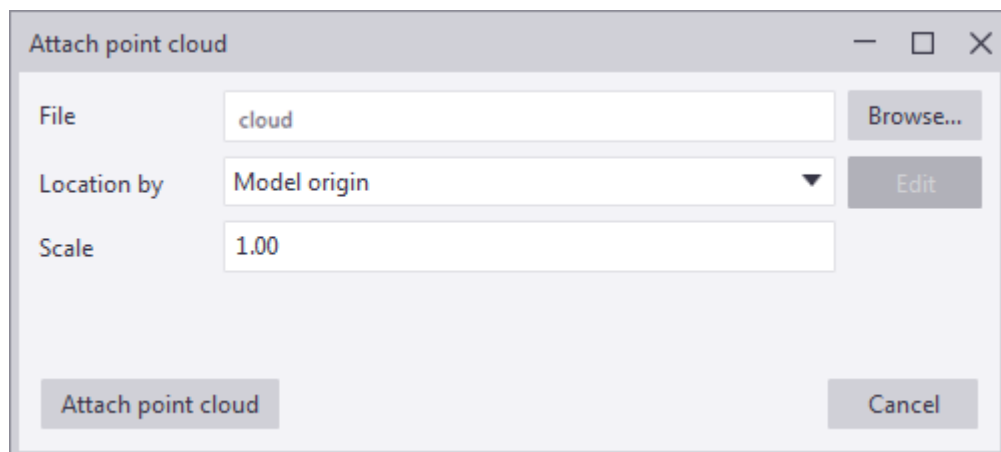 Attach point cloud
File cloud Browse...
Location by Model origin Edit
Scale 1.00
Attach point cloud Cancel